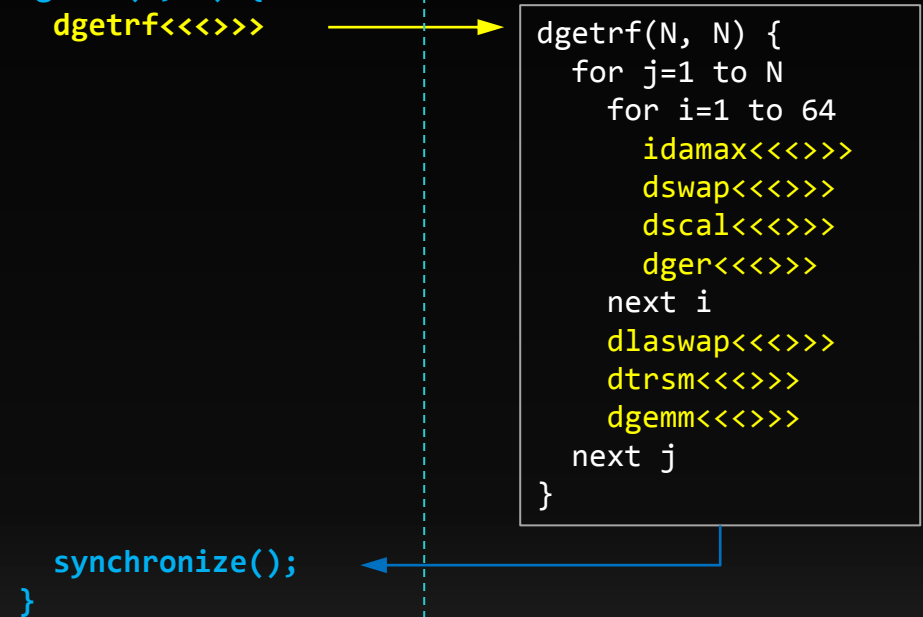 dgetrf<<<>>>
synchronize();
}
dgetrf(N, N) {
for j=1 to N
for i=1 to 64
idamax<<<>>>
dswap<<<>>>
dscal<<<>>>
dger<<<>>>
next i
dlaswap<<<>>>
dtrsm<<<>>>
dgemm<<<>>>
next j
}